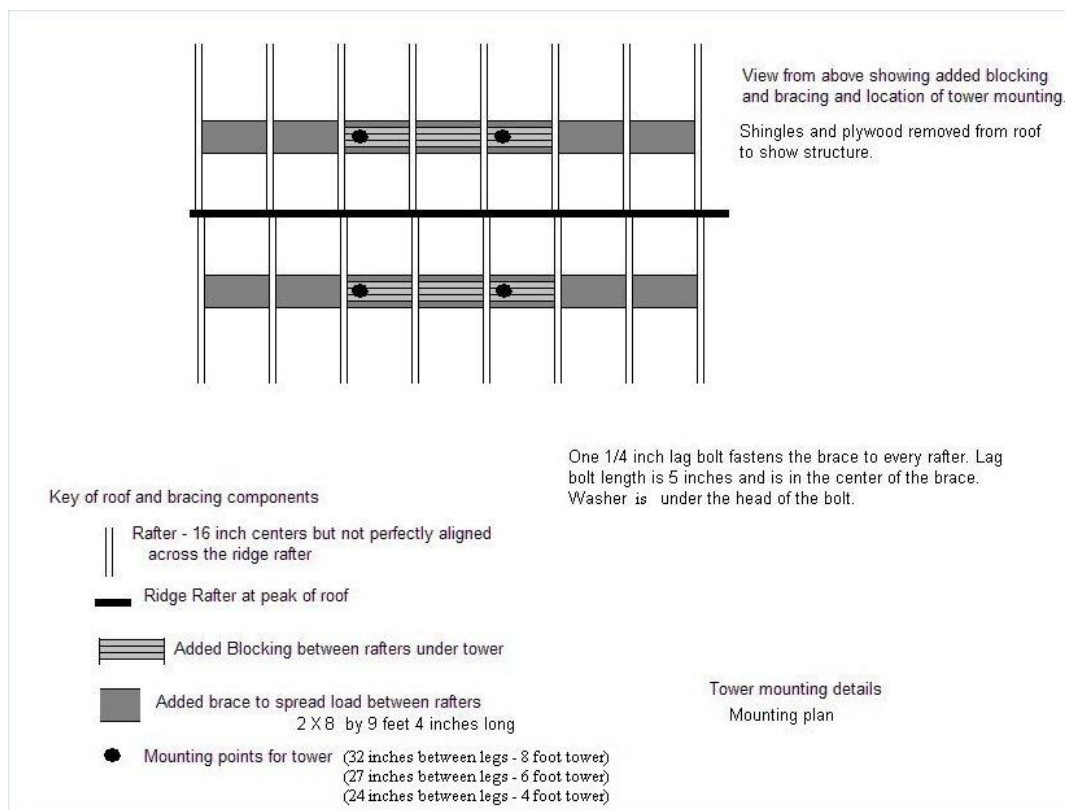 View from above showing added blocking
and bracing and location of tower mounting.
Shingles and plywood removed from roof
to show structure.
One 1/4 inch lag bolt fastens the brace to every rafter. Lag
bolt length is 5 inches and is in the center of the brace.
Washer is under the head of the bolt.
Key of roof and bracing components
Rafter - 16 inch centers but not perfectly aligned
across the ridge rafter
Ridge Rafter at peak of roof
Added Blocking between rafters under tower
Added brace to spread load between rafters
2 X 8 by 9 feet 4 inches long
Mounting points for tower (32 inches between legs - 8 foot tower)
(27 inches between legs - 6 foot tower)
(24 inches between legs - 4 foot tower)
Tower mounting details
Mounting plan